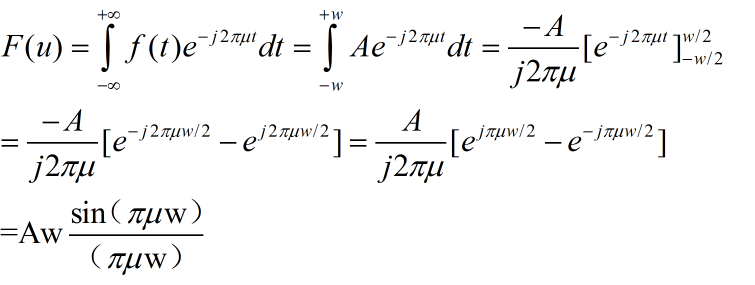 F(u) = ∫_{-∞}^{+∞} f(t)e^{-j2πμt}dt = ∫_{-w}^{+w} Ae^{-j2πμt}dt = \frac{-A}{j2πμ}[e^{-j2πμt}]_{-w/2}^{w/2}
= \frac{-A}{j2πμ}[e^{-j2πμw/2} - e^{j2πμw/2}] = \frac{A}{j2πμ}[e^{jπμw/2} - e^{-jπμw/2}]
=Aw\frac{sin(πμw)}{(πμw)}